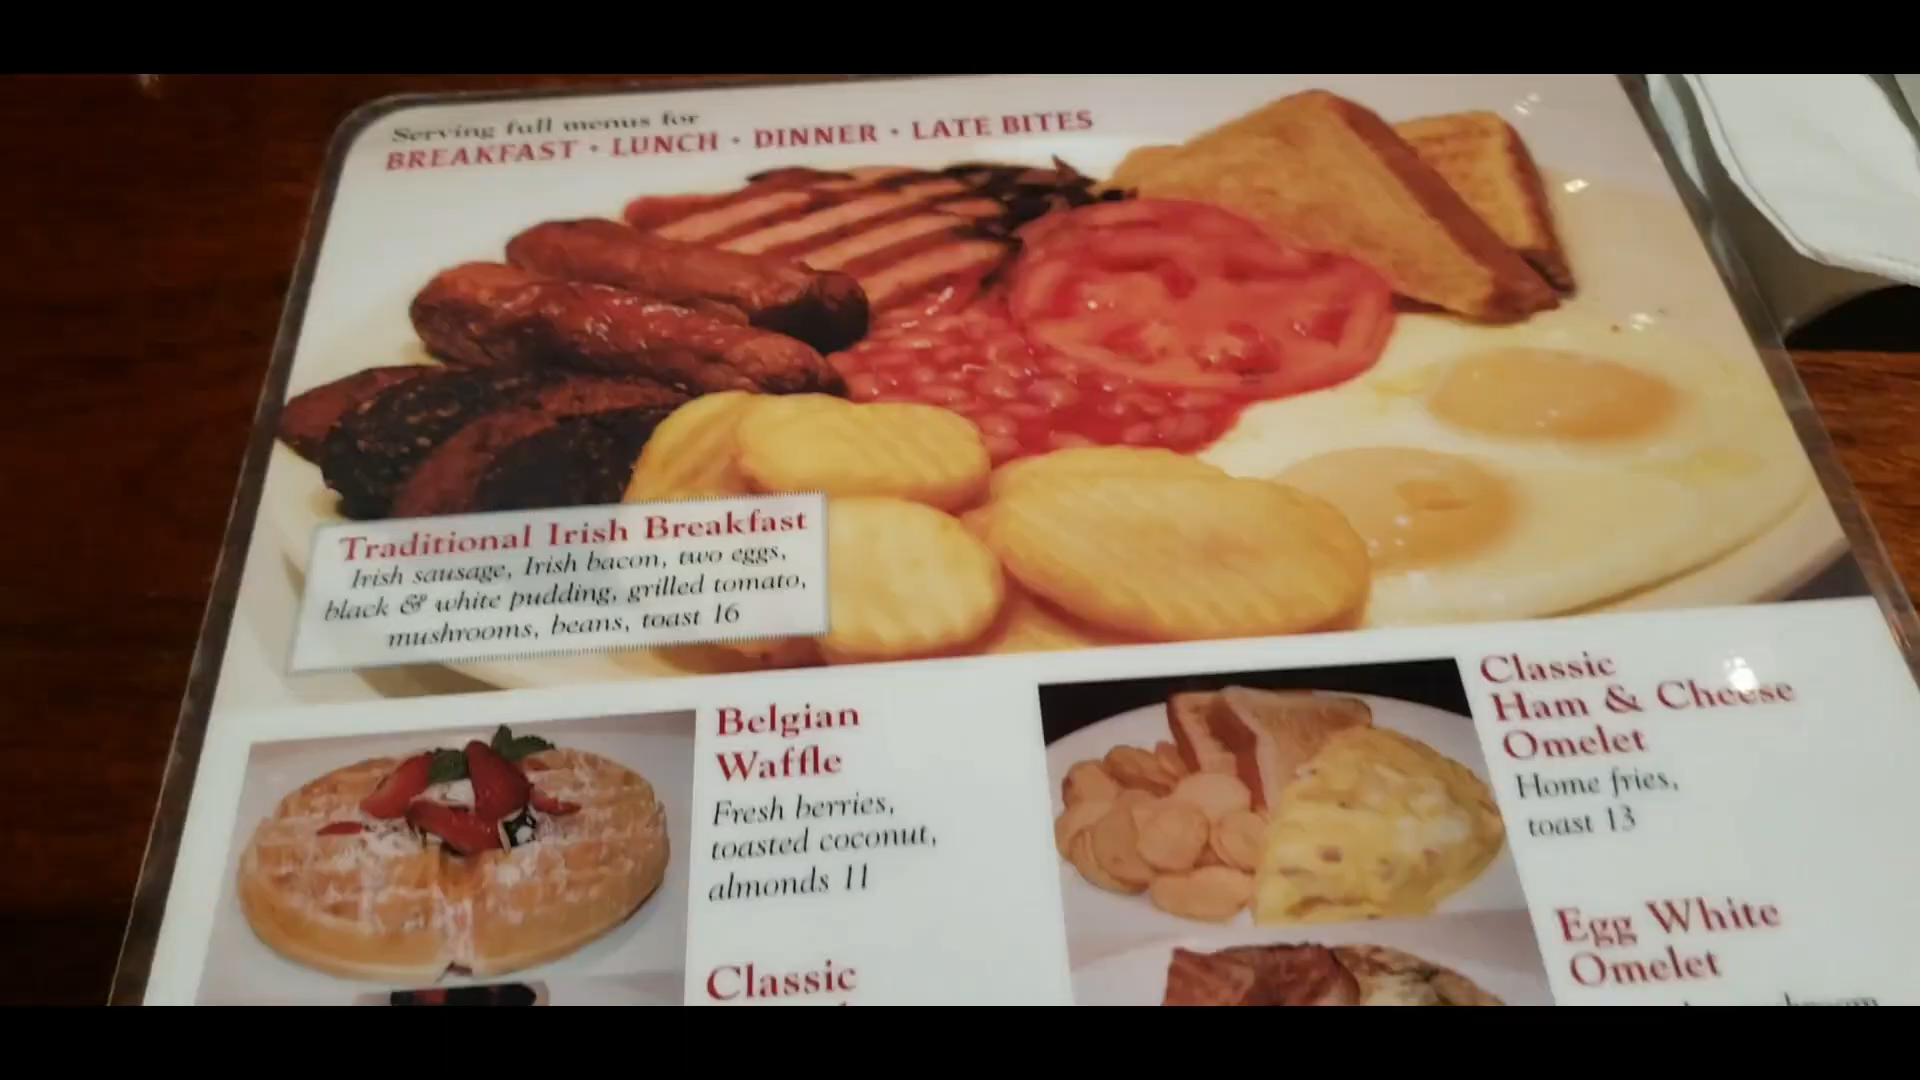 Serving full menus for
BREAKFAST • LUNCH • DINNER • LATE BITES
Traditional Irish Breakfast
Irish sausage, Irish bacon, two eggs,
black & white pudding, grilled tomato,
mushrooms, beans, toast 16
Belgian
Waffle
Fresh berries,
toasted coconut,
almonds 11
Classic
Classic
Ham & Cheese
Omelet
Home fries,
toast 13
Egg White
Omelet